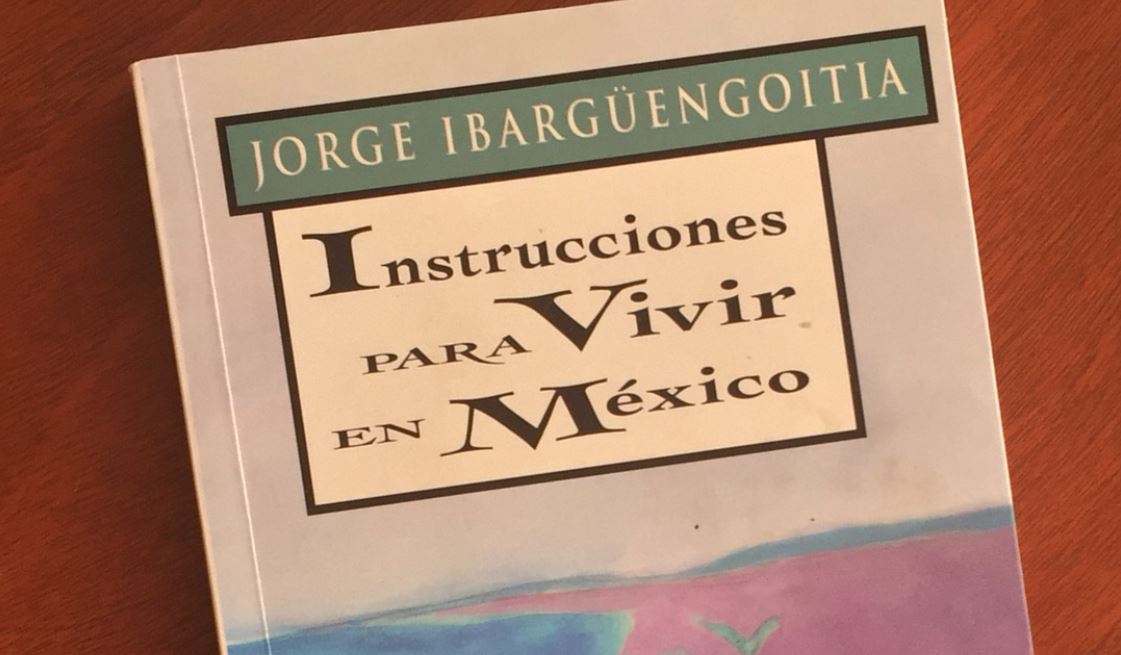 JORGE IBARGÜENGOITIA
Instrucciones
PARA Vivir
EN México